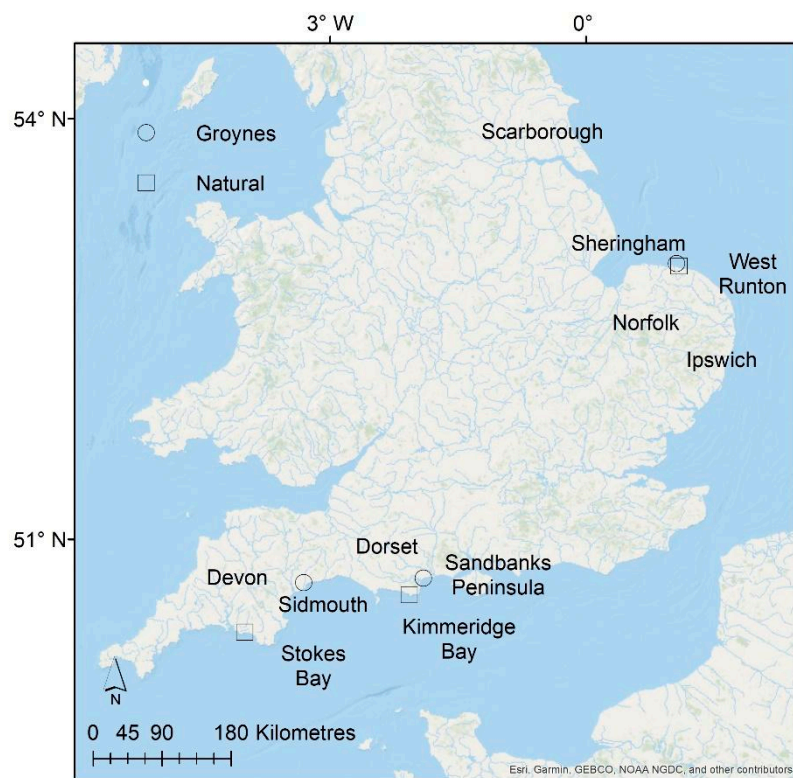 3° W
0°
54° N
Groynes
Scarborough
Natural
Sheringham
West
Runton
Norfolk
Ipswich
51° N
Dorset
Devon
Sandbanks
Peninsula
Sidmouth
Kimmeridge
Bay
Stokes
Bay
N
0 45 90 180 Kilometres
Esri, Garmin, GEBCO, NOAA NGDC, and other contributors